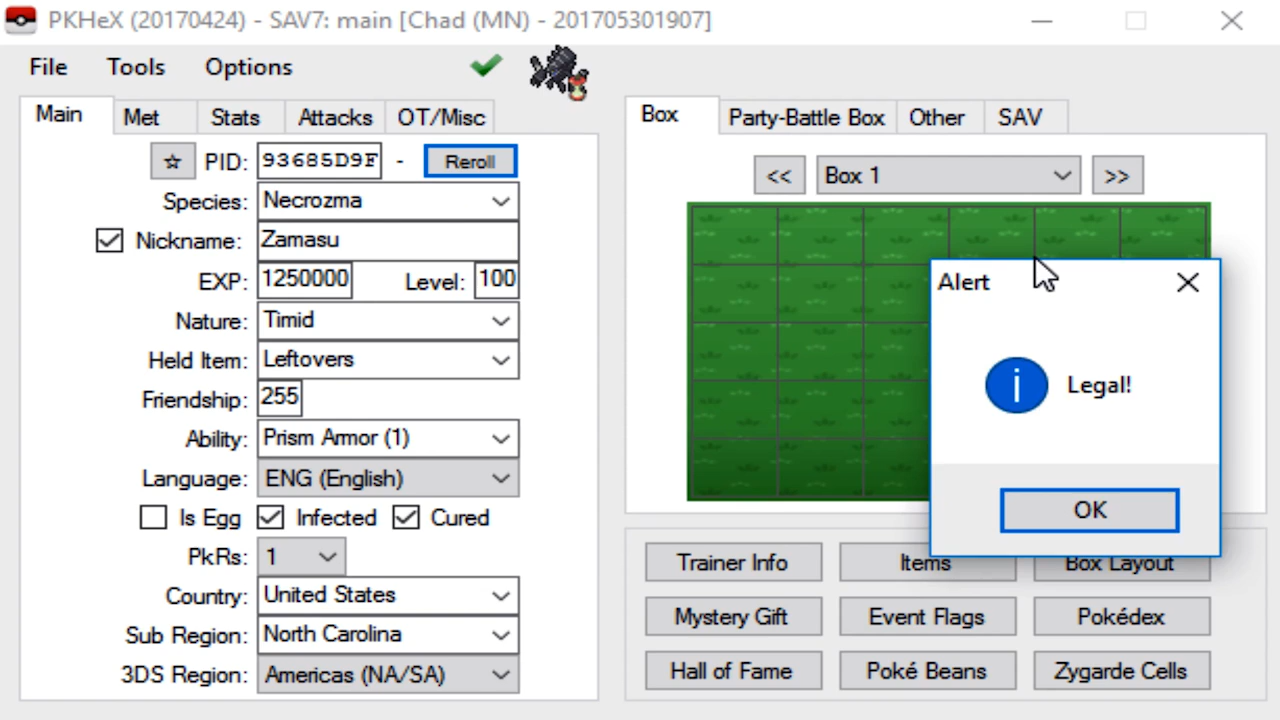 PKHeX (20170424) - SAV7: main [Chad (MN) - 201705301907]
File Tools Options
Main Met Stats Attacks OT/Misc
PID: 93685D9F - Reroll
Species: Necrozma
Nickname: Zamasu
EXP: 1250000 Level: 100
Nature: Timid
Held Item: Leftovers
Friendship: 255
Ability: Prism Armor (1)
Language: ENG (English)
Is Egg Infected Cured
PkRs: 1
Country: United States
Sub Region: North Carolina
3DS Region: Americas (NA/SA)
Box Party-Battle Box Other SAV
<< Box 1 >>
Alert
Legal!
OK
Trainer Info Items Box Layout
Mystery Gift Event Flags Pokédex
Hall of Fame Poké Beans Zygarde Cells